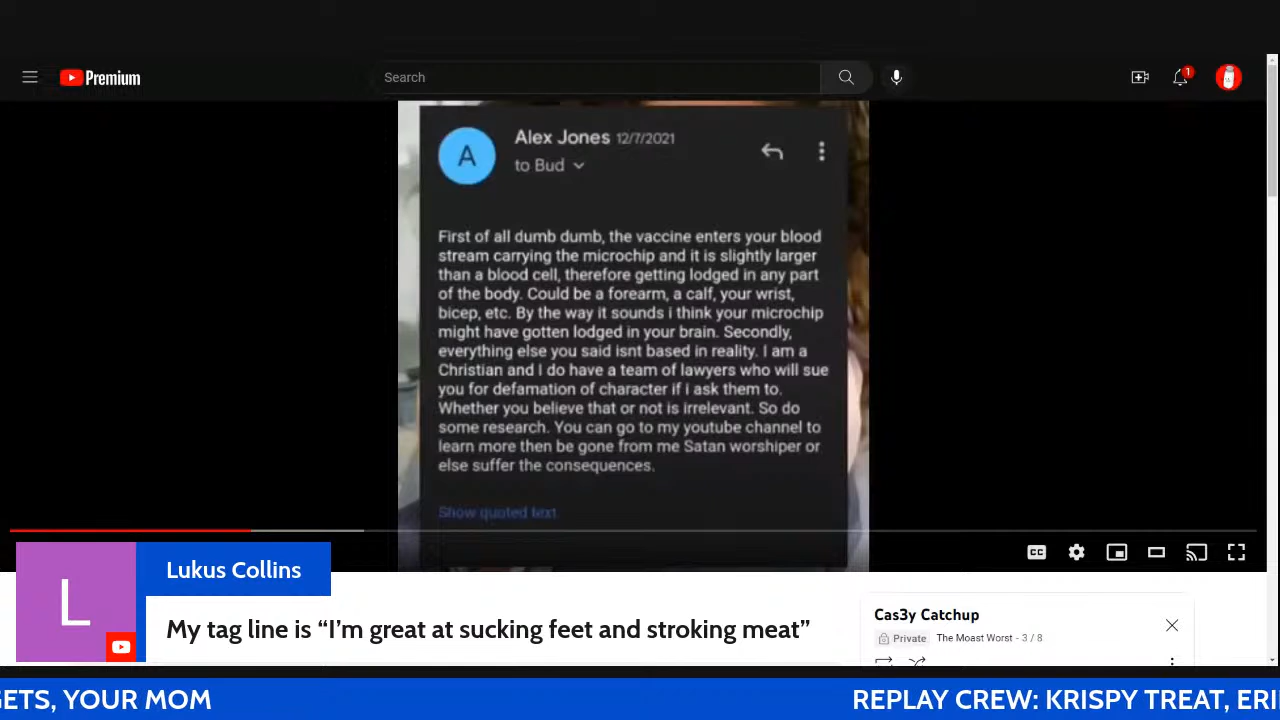 Premium
Search
1
Alex Jones 12/7/2021
A
to Bud
First of all dumb dumb, the vaccine enters your blood
stream carrying the microchip and it is slightly larger
than a blood cell, therefore getting lodged in any part
of the body. Could be a forearm, a calf, your wrist,
bicep, etc. By the way it sounds i think your microchip
might have gotten lodged in your brain. Secondly,
everything else you said isnt based in reality. I am a
Christian and I do have a team of lawyers who will sue
you for defamation of character if i ask them to.
Whether you believe that or not is irrelevant. So do
some research. You can go to my youtube channel to
learn more then be gone from me Satan worshiper or
else suffer the consequences.
Show quoted text
CC
L
Lukus Collins
My tag line is “I’m great at sucking feet and stroking meat”
Cas3y Catchup
Private The Moast Worst - 3 / 8
GETS, YOUR MOM
REPLAY CREW: KRISPY TREAT, ERI